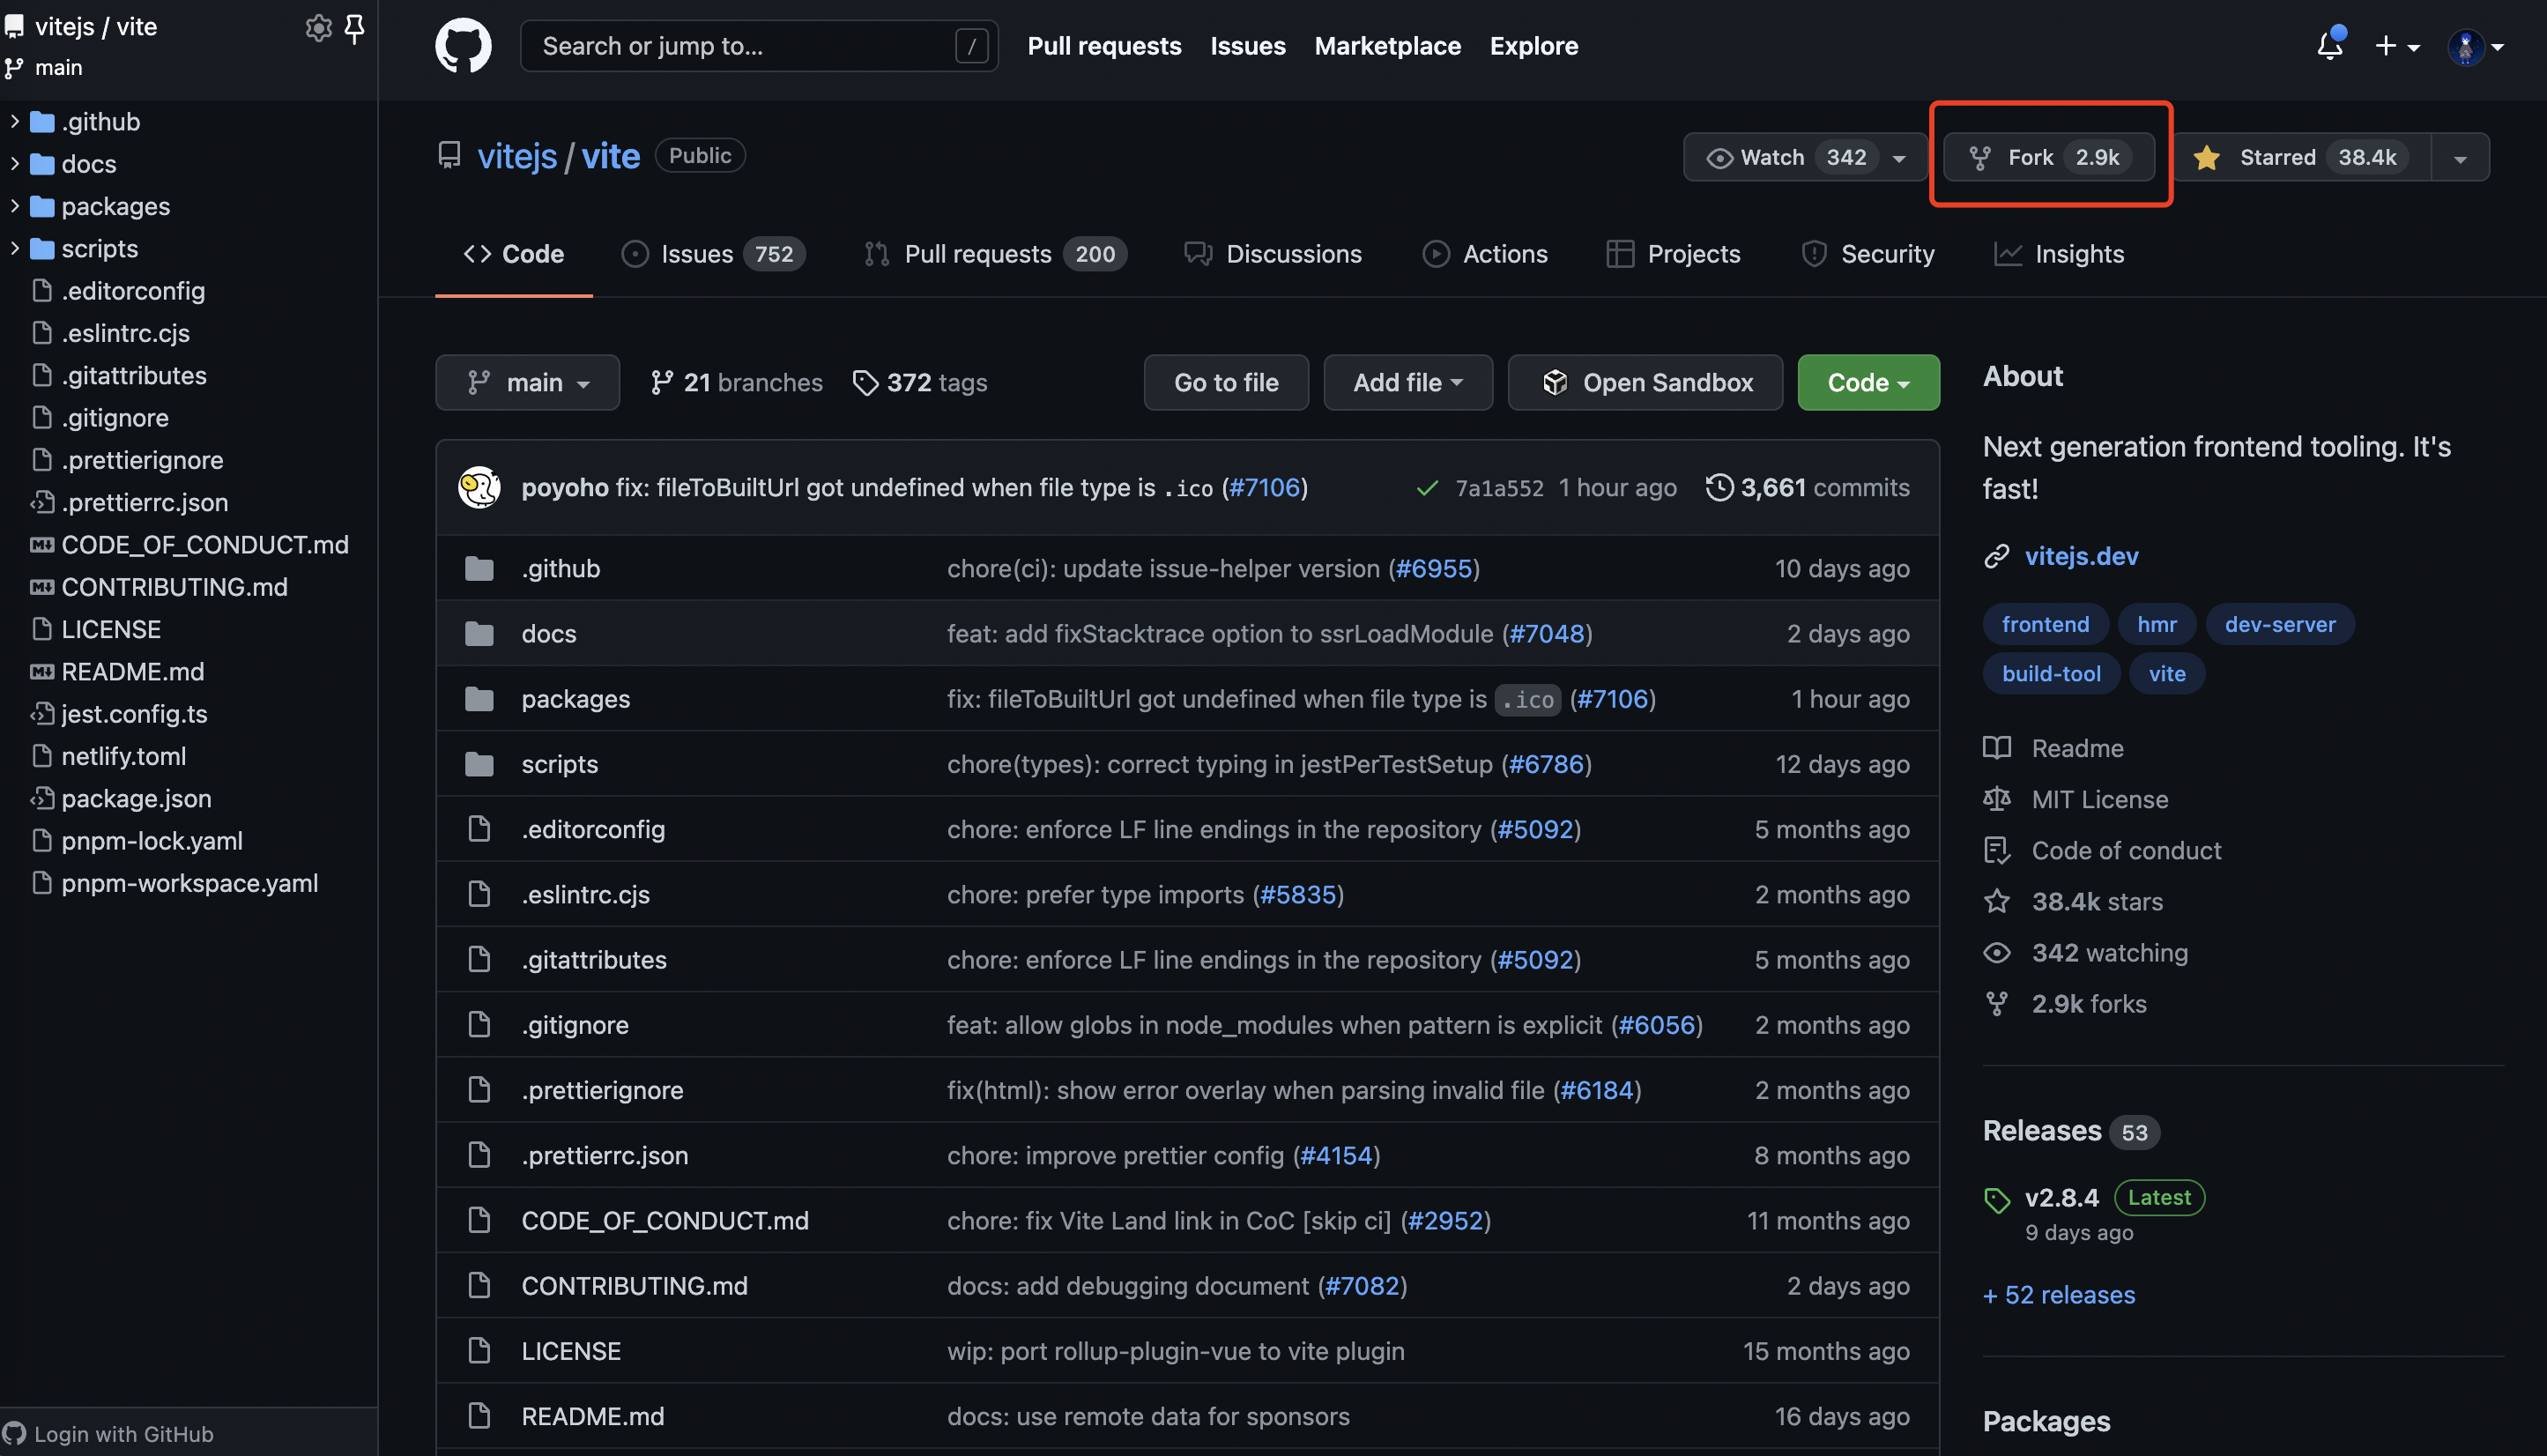 vitejs / vite
main
.github
docs
packages
scripts
.editorconfig
.eslintrc.cjs
.gitattributes
.gitignore
.prettierignore
.prettierrc.json
CODE_OF_CONDUCT.md
CONTRIBUTING.md
LICENSE
README.md
jest.config.ts
netlify.toml
package.json
pnpm-lock.yaml
pnpm-workspace.yaml
Login with GitHub
Search or jump to... /
Pull requests Issues Marketplace Explore
vitejs / vite Public
Watch 342 Fork 2.9k Starred 38.4k
Code Issues 752 Pull requests 200 Discussions Actions Projects Security Insights
main 21 branches 372 tags Go to file Add file Open Sandbox Code
poyoho fix: fileToBuiltUrl got undefined when file type is .ico (#7106) 7a1a552 1 hour ago 3,661 commits
.github chore(ci): update issue-helper version (#6955) 10 days ago
docs feat: add fixStacktrace option to ssrLoadModule (#7048) 2 days ago
packages fix: fileToBuiltUrl got undefined when file type is .ico (#7106) 1 hour ago
scripts chore(types): correct typing in jestPerTestSetup (#6786) 12 days ago
.editorconfig chore: enforce LF line endings in the repository (#5092) 5 months ago
.eslintrc.cjs chore: prefer type imports (#5835) 2 months ago
.gitattributes chore: enforce LF line endings in the repository (#5092) 5 months ago
.gitignore feat: allow globs in node_modules when pattern is explicit (#6056) 2 months ago
.prettierignore fix(html): show error overlay when parsing invalid file (#6184) 2 months ago
.prettierrc.json chore: improve prettier config (#4154) 8 months ago
CODE_OF_CONDUCT.md chore: fix Vite Land link in CoC [skip ci] (#2952) 11 months ago
CONTRIBUTING.md docs: add debugging document (#7082) 2 days ago
LICENSE wip: port rollup-plugin-vue to vite plugin 15 months ago
README.md docs: use remote data for sponsors 16 days ago
About
Next generation frontend tooling. It's
fast!
vitejs.dev
frontend hmr dev-server
build-tool vite
Readme
MIT License
Code of conduct
38.4k stars
342 watching
2.9k forks
Releases 53
v2.8.4 Latest
9 days ago
+ 52 releases
Packages